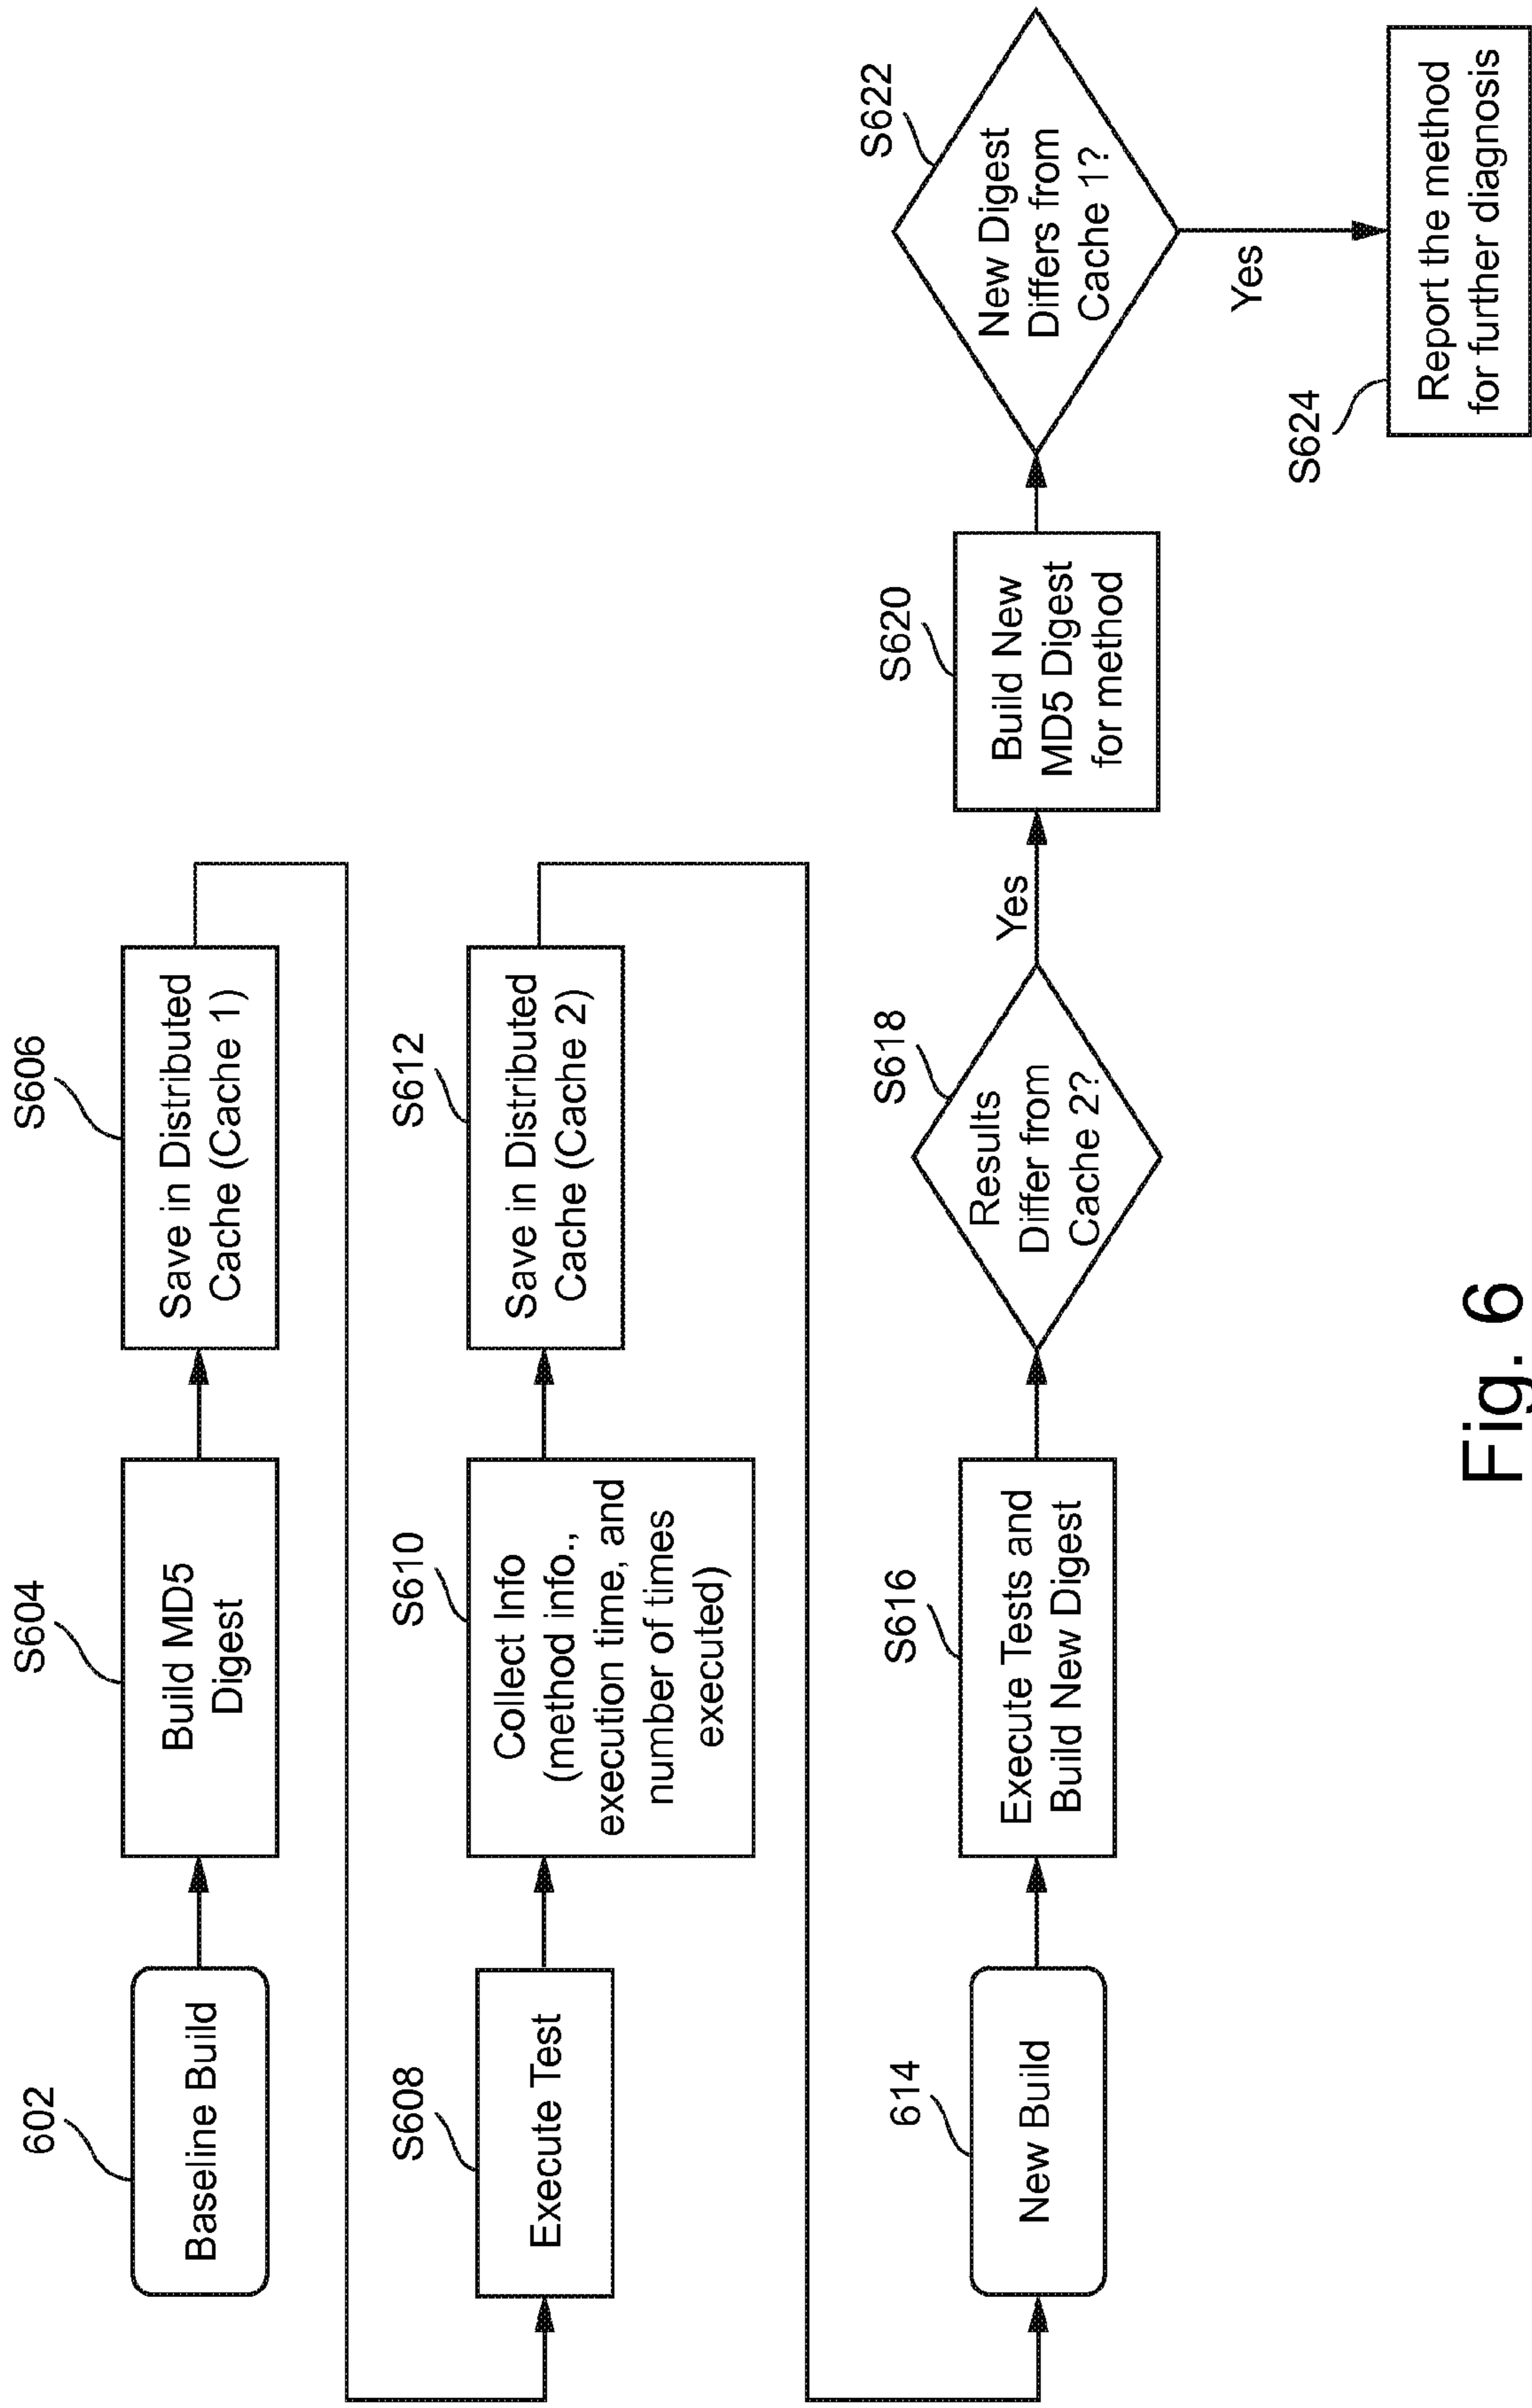 602
Baseline Build
S604
Build MD5
Digest
S606
Save in Distributed
Cache (Cache 1)
S608
Execute Test
S610
Collect Info
(method info.,
execution time, and
number of times
executed)
S612
Save in Distributed
Cache (Cache 2)
614
New Build
S616
Execute Tests and
Build New Digest
S618
Results
Differ from
Cache 2?
Yes
S620
Build New
MD5 Digest
for method
S622
New Digest
Differs from
Cache 1?
Yes
S624
Report the method
for further diagnosis
Fig. 6